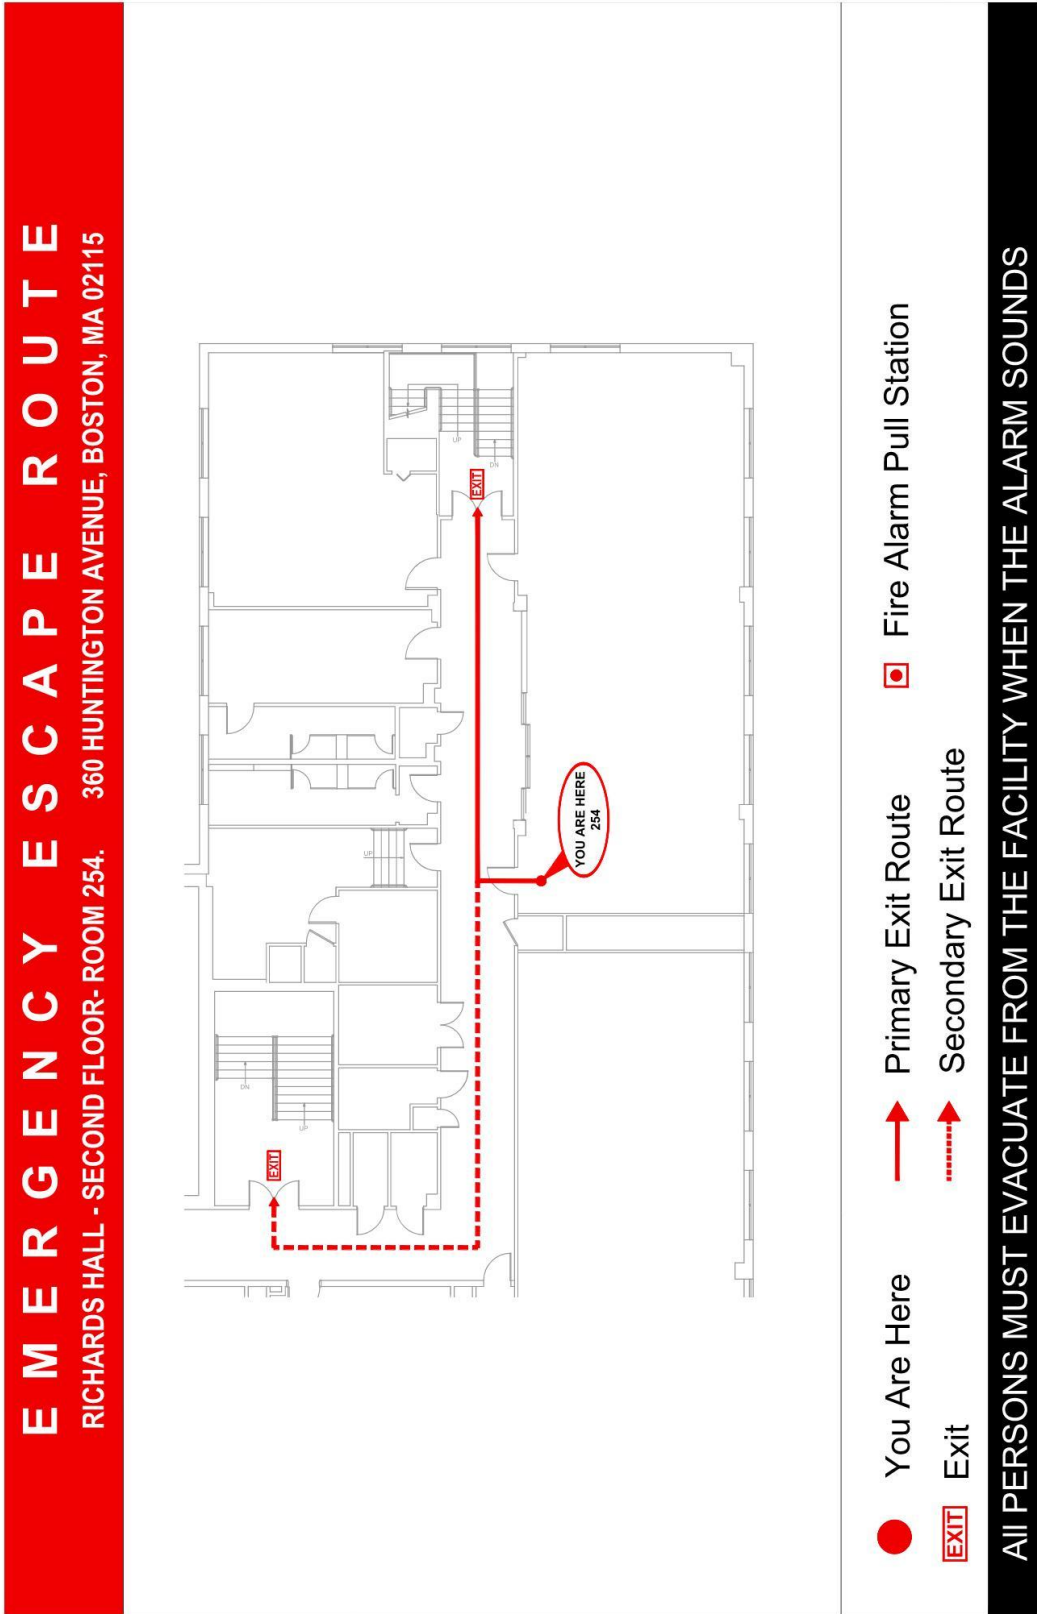 EMERGENCY ESCAPE ROUTE
RICHARDS HALL - SECOND FLOOR- ROOM 254. 360 HUNTINGTON AVENUE, BOSTON, MA 02115
DN
UP
EXIT
UP
YOU ARE HERE
254
EXIT
UP
DN
You Are Here
Primary Exit Route
Fire Alarm Pull Station
EXIT Exit
Secondary Exit Route
All PERSONS MUST EVACUATE FROM THE FACILITY WHEN THE ALARM SOUNDS